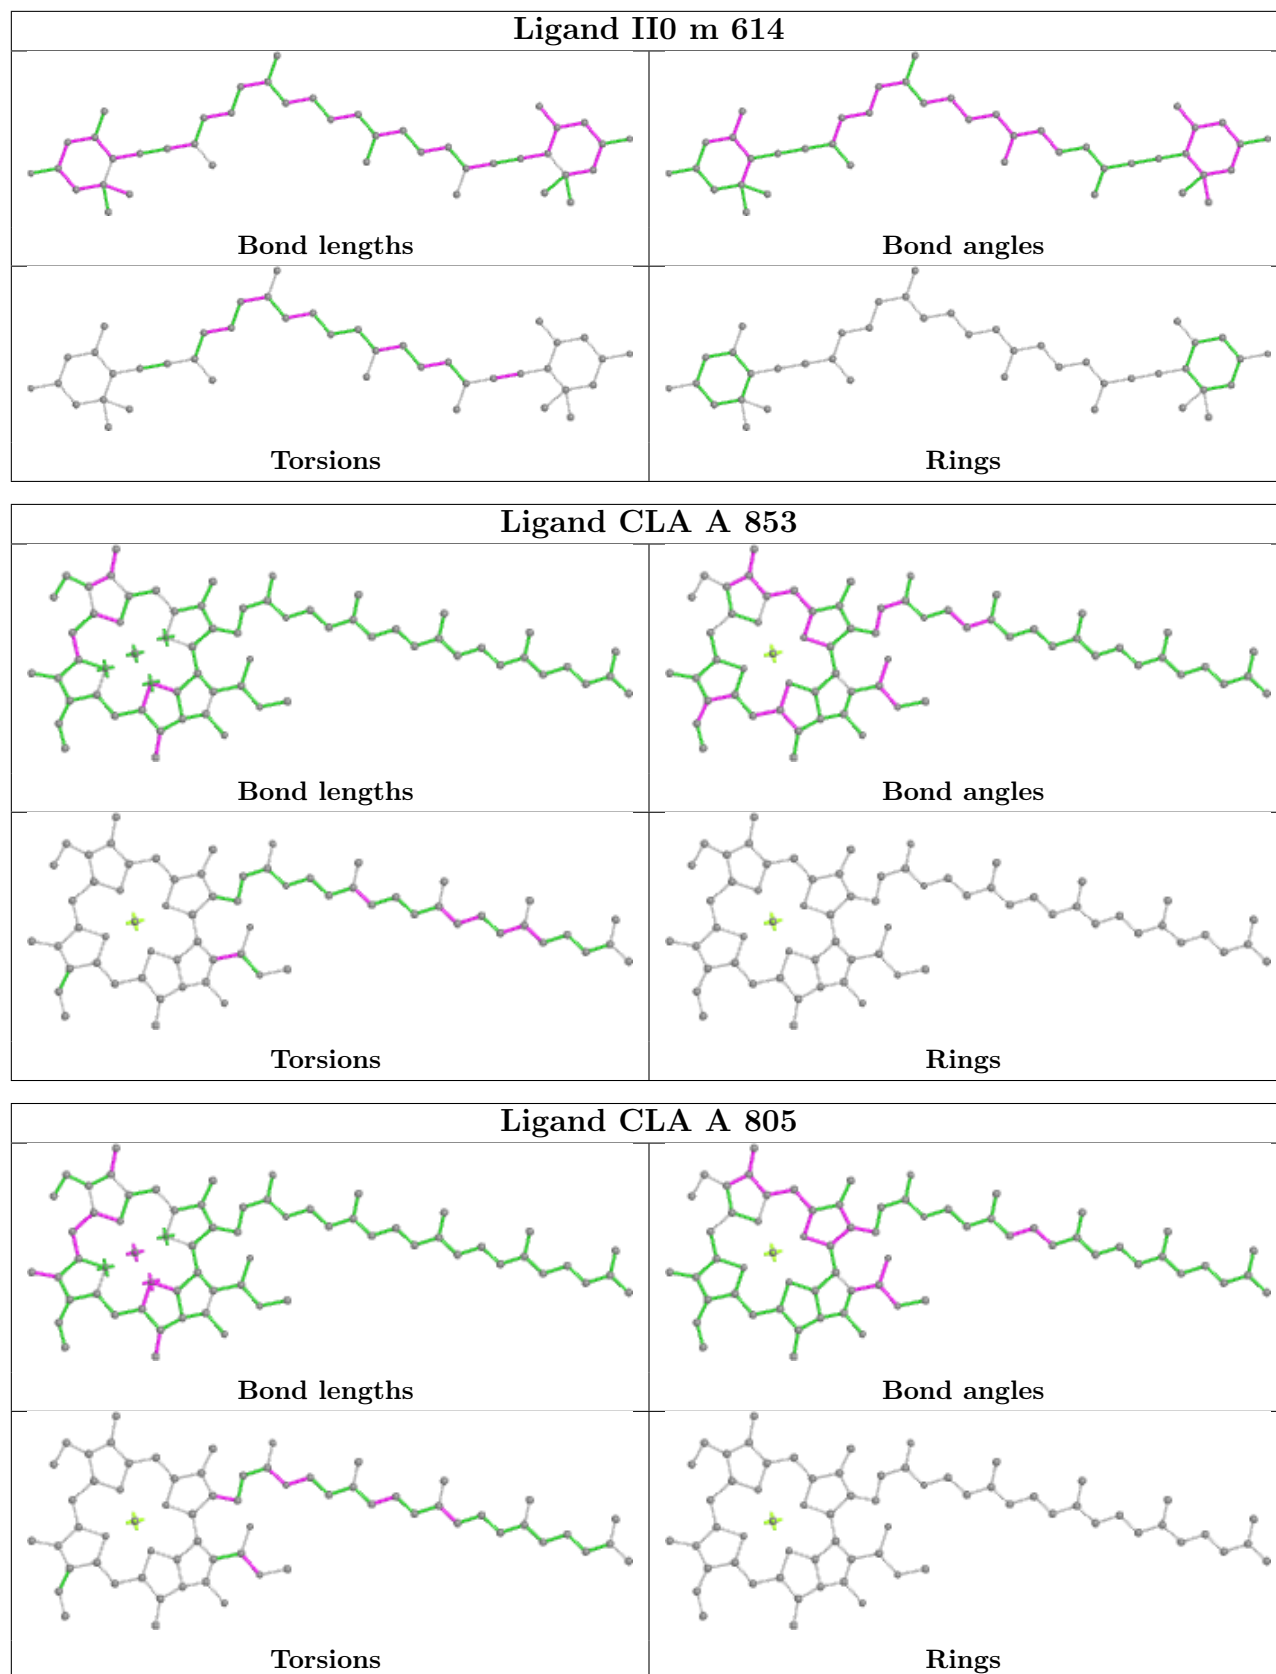 Ligand II0 m 614
Bond lengths
Bond angles
Torsions
Rings
Ligand CLA A 853
Bond lengths
Bond angles
Torsions
Rings
Ligand CLA A 805
Bond lengths
Bond angles
Torsions
Rings